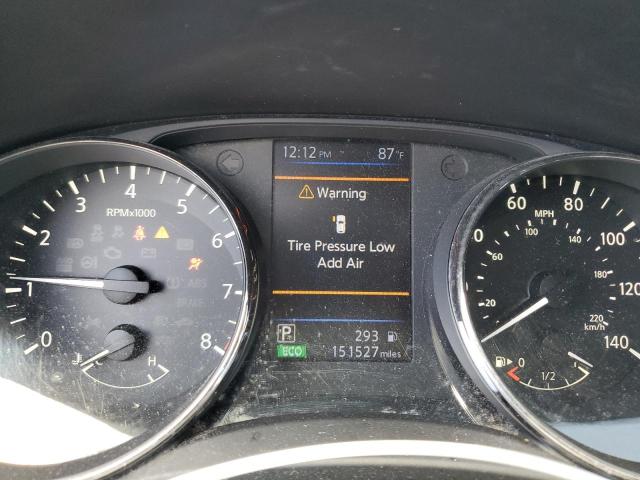 12:12 PM 87°F
Warning
Tire Pressure Low
Add Air
P 293
ECO 151527 miles
RPMx1000
0 1 2 3 4 5 6 7 8
C H
ABS
BRAKE
MPH
20 60 80 100 120 140
60 100 140 180 220
km/h
0 1/2